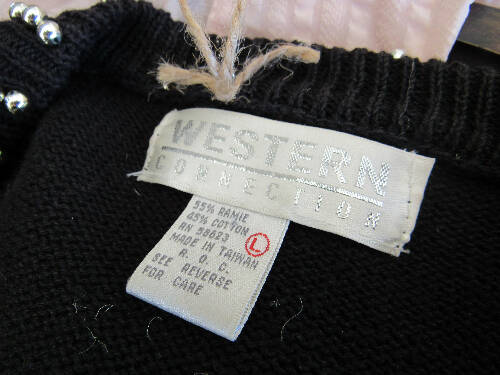 WESTERN
CONNECTION
55% RAMIE
45% COTTON
RN 58623
MADE IN TAIWAN
R. O. C.
SEE REVERSE
FOR CARE
L